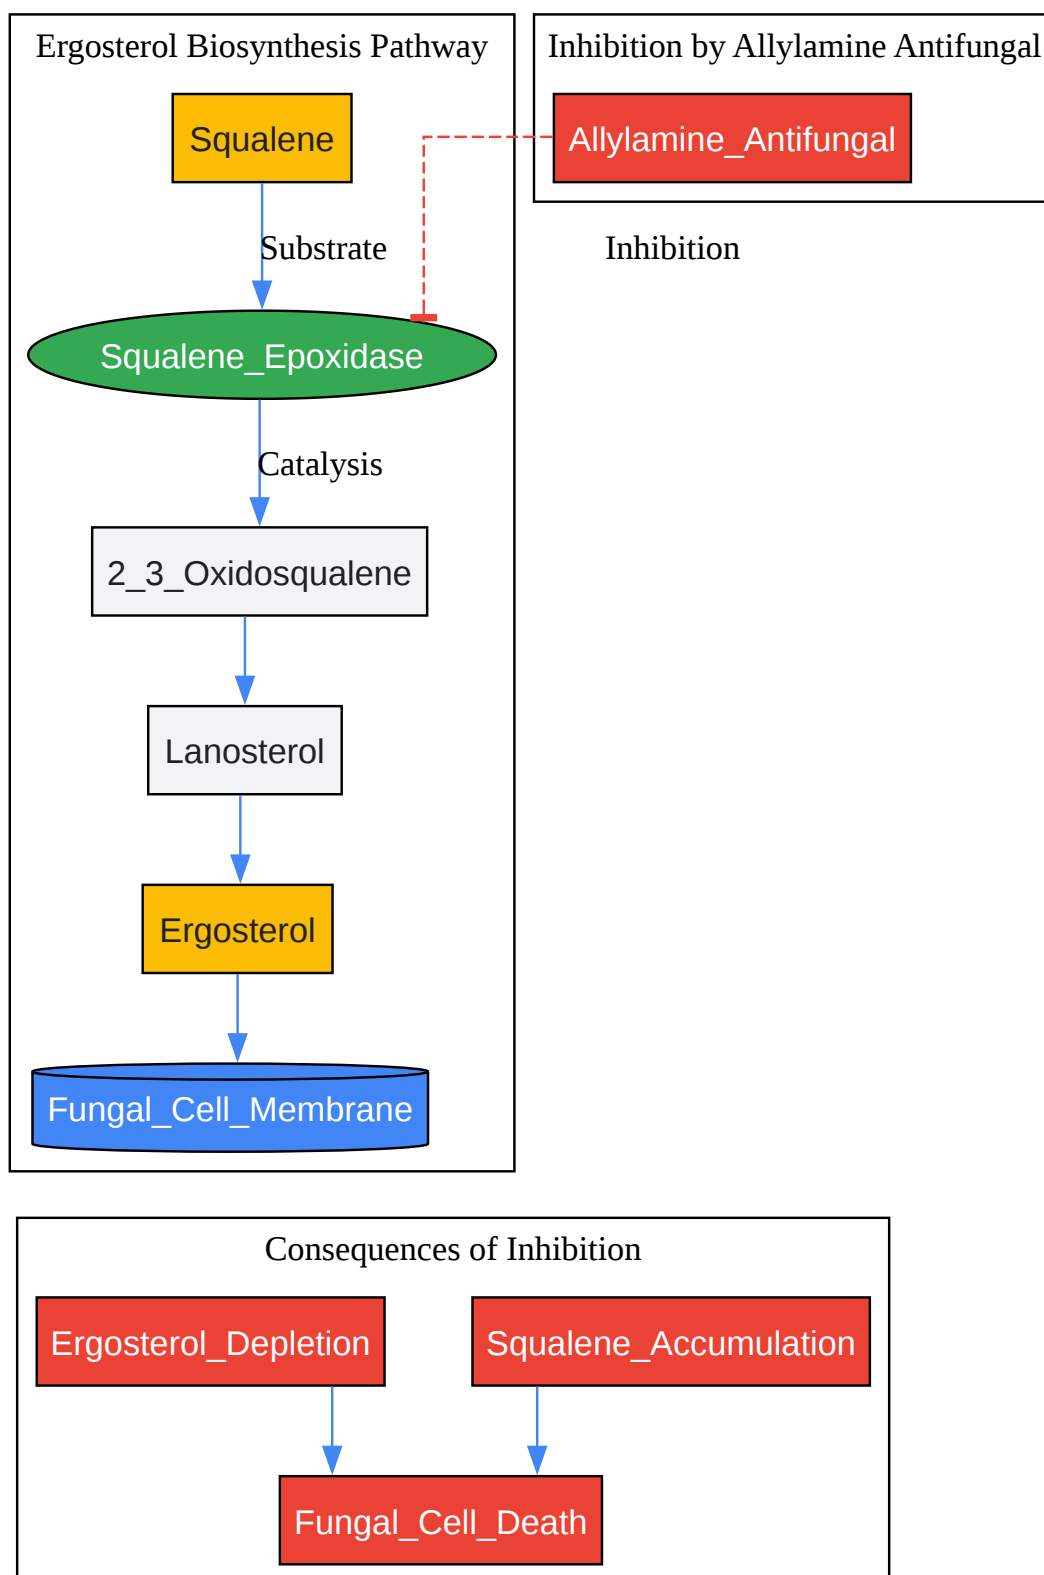 Ergosterol Biosynthesis Pathway
Inhibition by Allylamine Antifungal
Squalene
Allylamine_Antifungal
Substrate
Inhibition
Squalene_Epoxidase
Catalysis
2_3_Oxidosqualene
Lanosterol
Ergosterol
Fungal_Cell_Membrane
Consequences of Inhibition
Ergosterol_Depletion
Squalene_Accumulation
Fungal_Cell_Death